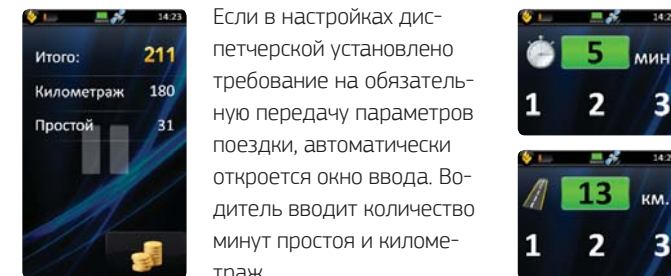 14:23
Итого: 211
Километраж 180
Простой 31
Если в настройках дис-
петчерской установлено
требование на обязатель-
ную передачу параметров
поездки, автоматически
откроется окно ввода. Во-
дитель вводит количество
минут простоя и киломе-
траж
5 мин
1 2 3
13 км.
1 2 3